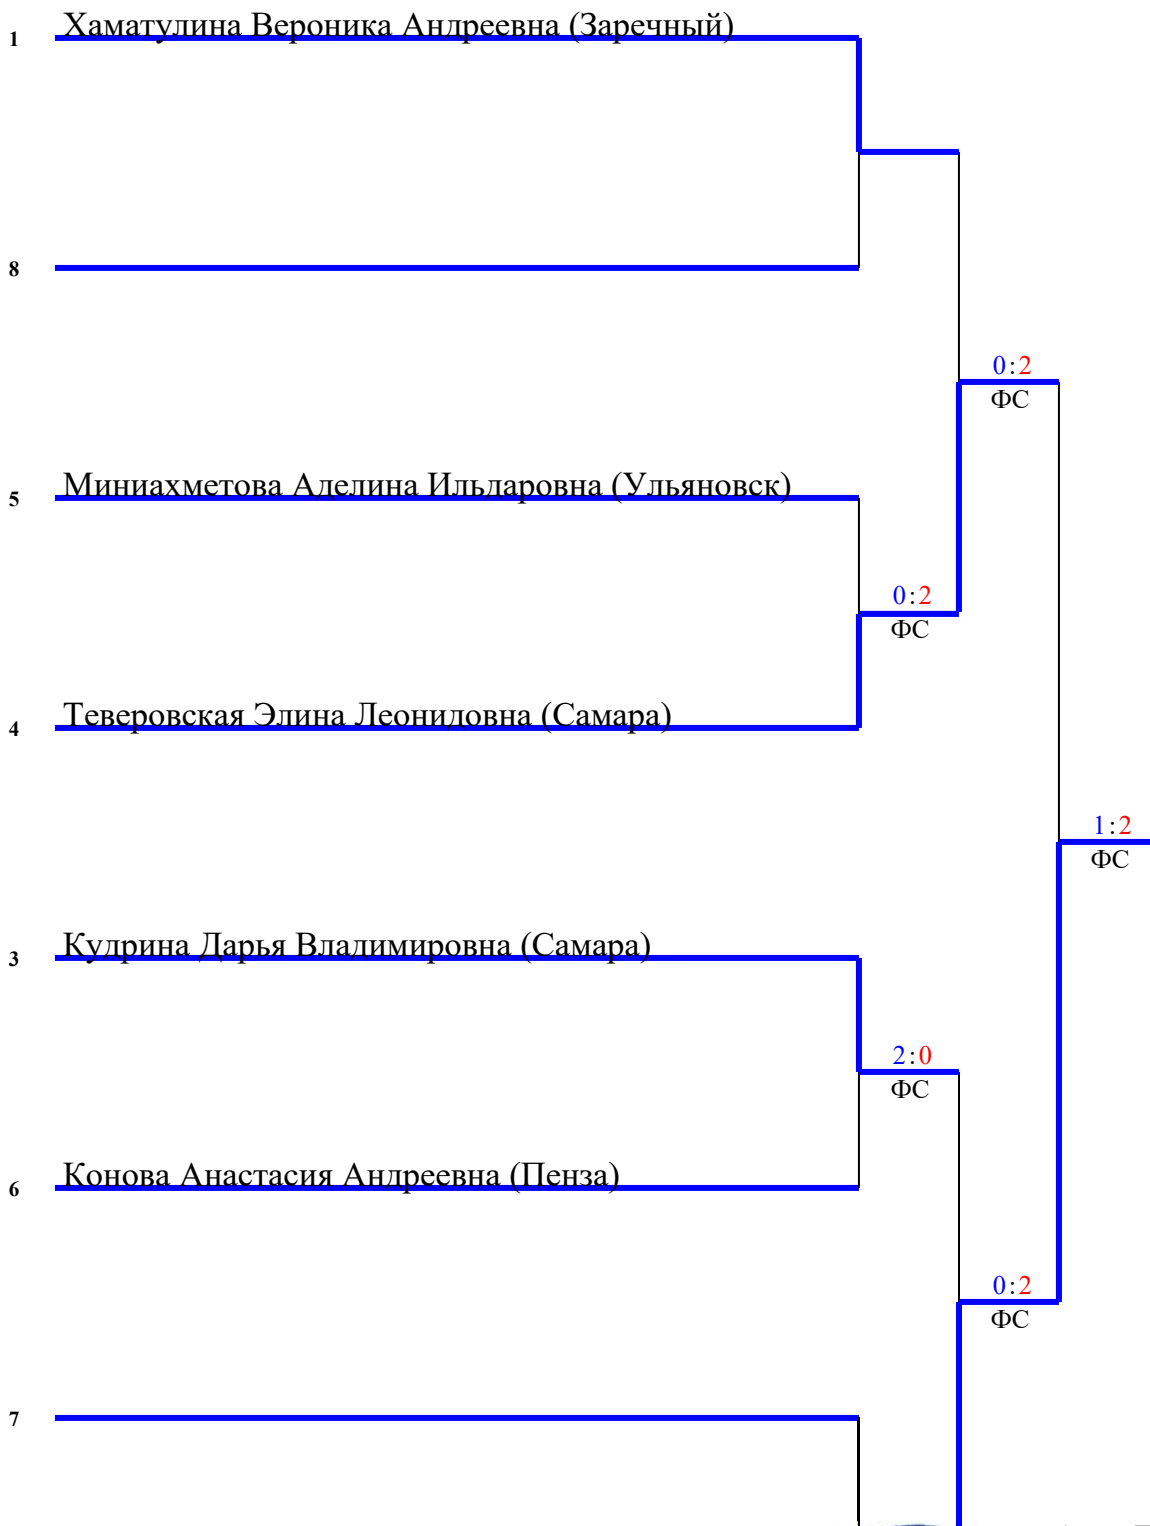 1 Хаматулина Вероника Андреевна (Заречный)
8
0:2
ФС
5 Миниахметова Аделина Ильдаровна (Ульяновск)
0:2
ФС
4 Теверовская Элина Леонидовна (Самара)
1:2
ФС
3 Кудрина Дарья Владимировна (Самара)
2:0
ФС
6 Конова Анастасия Андреевна (Пенза)
0:2
ФС
7